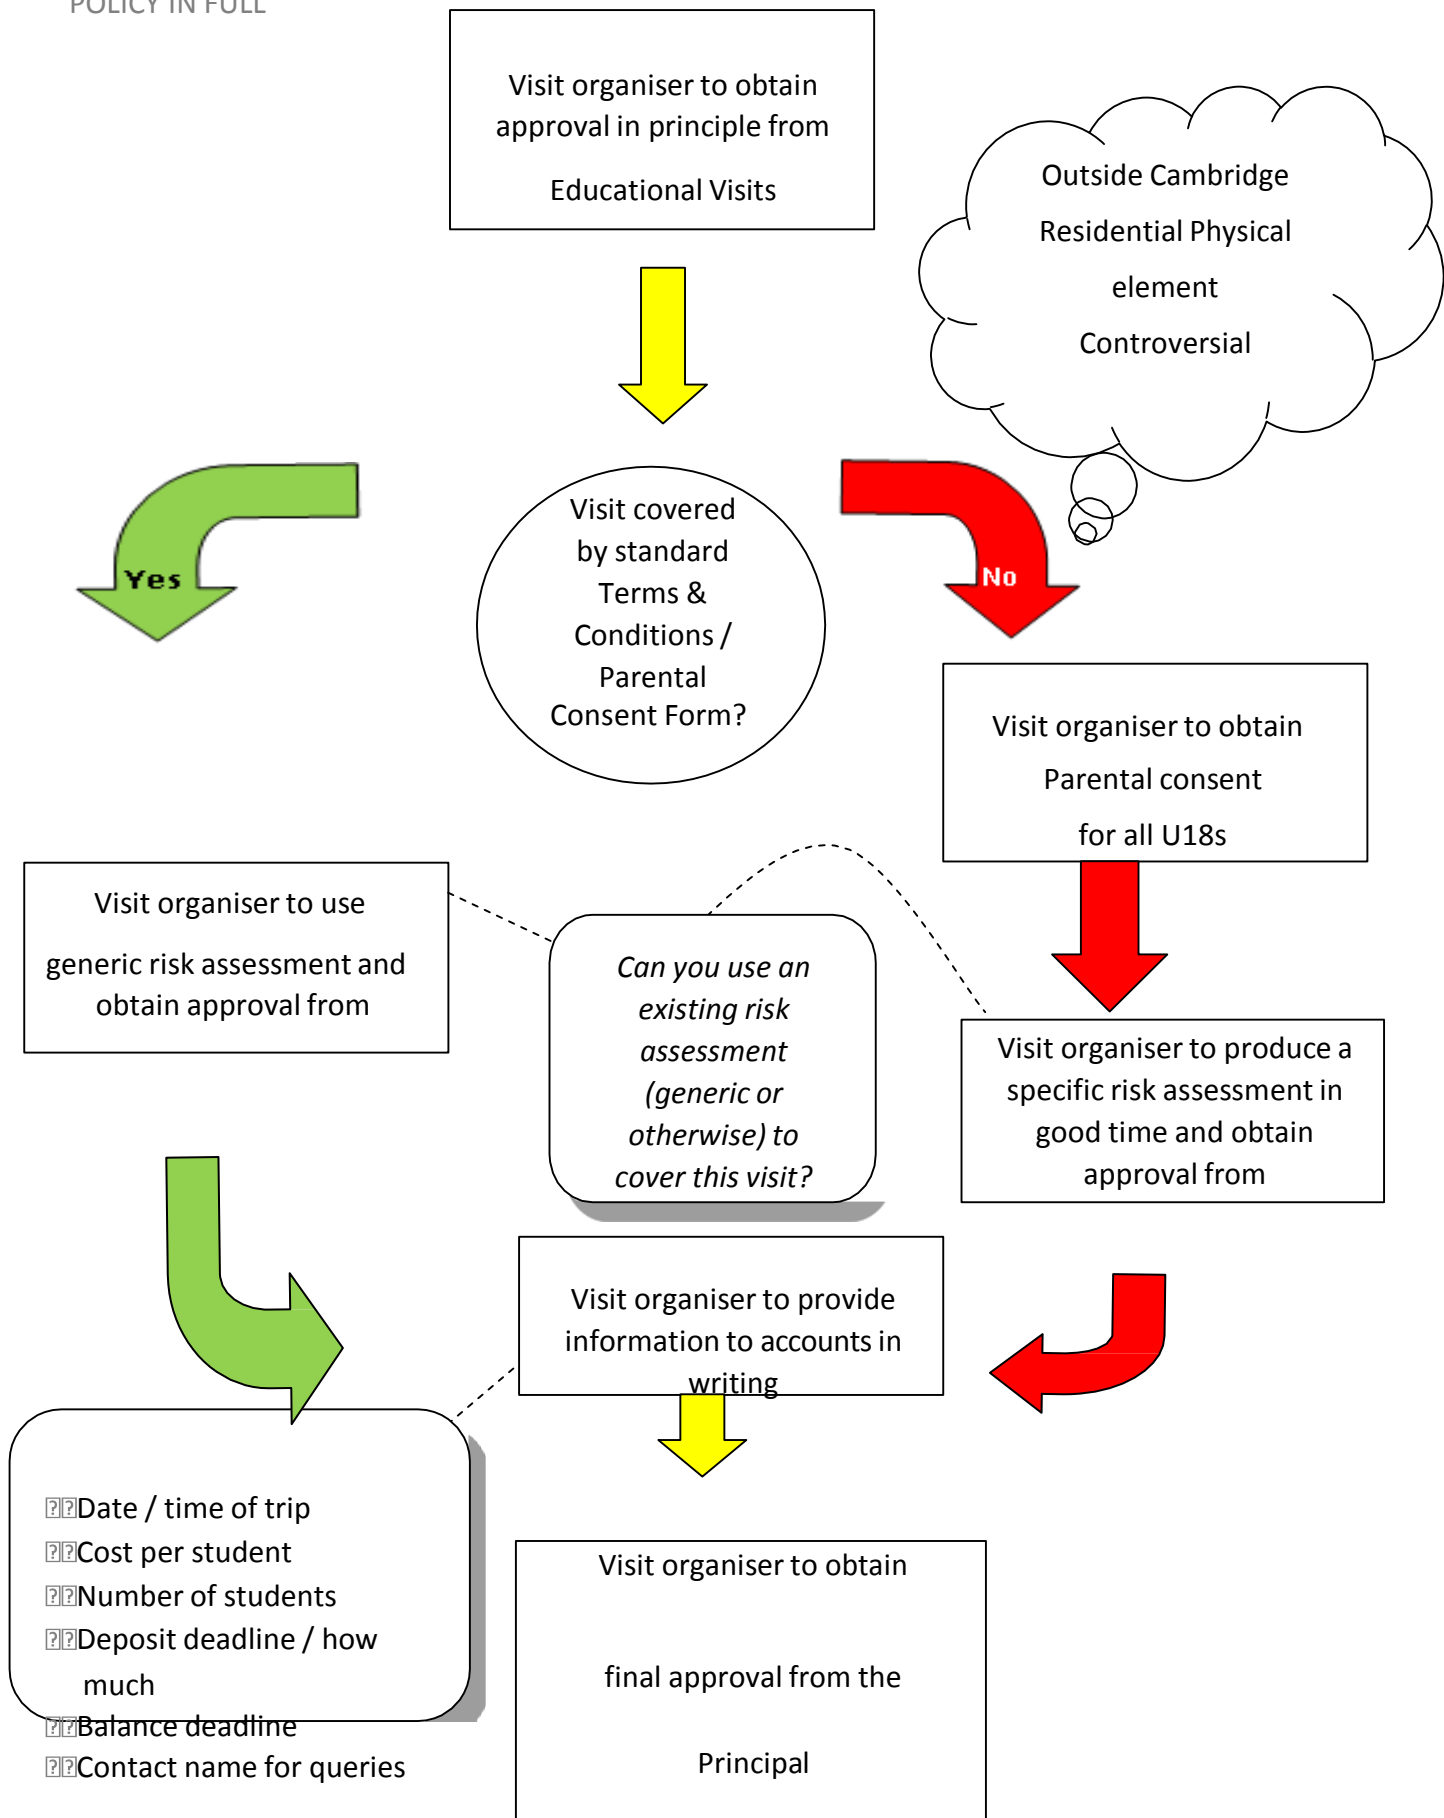 POLICY IN FULL
Visit organiser to obtain
approval in principle from
Educational Visits
Outside Cambridge
Residential Physical
element
Controversial
Yes
Visit covered
by standard
Terms &
Conditions /
Parental
Consent Form?
No
Visit organiser to obtain
Parental consent
for all U18s
Visit organiser to use
generic risk assessment and
obtain approval from
Can you use an
existing risk
assessment
(generic or
otherwise) to
cover this visit?
Visit organiser to produce a
specific risk assessment in
good time and obtain
approval from
Visit organiser to provide
information to accounts in
writing
Date / time of trip
Cost per student
Number of students
Deposit deadline / how
much
Balance deadline
Contact name for queries
Visit organiser to obtain
final approval from the
Principal